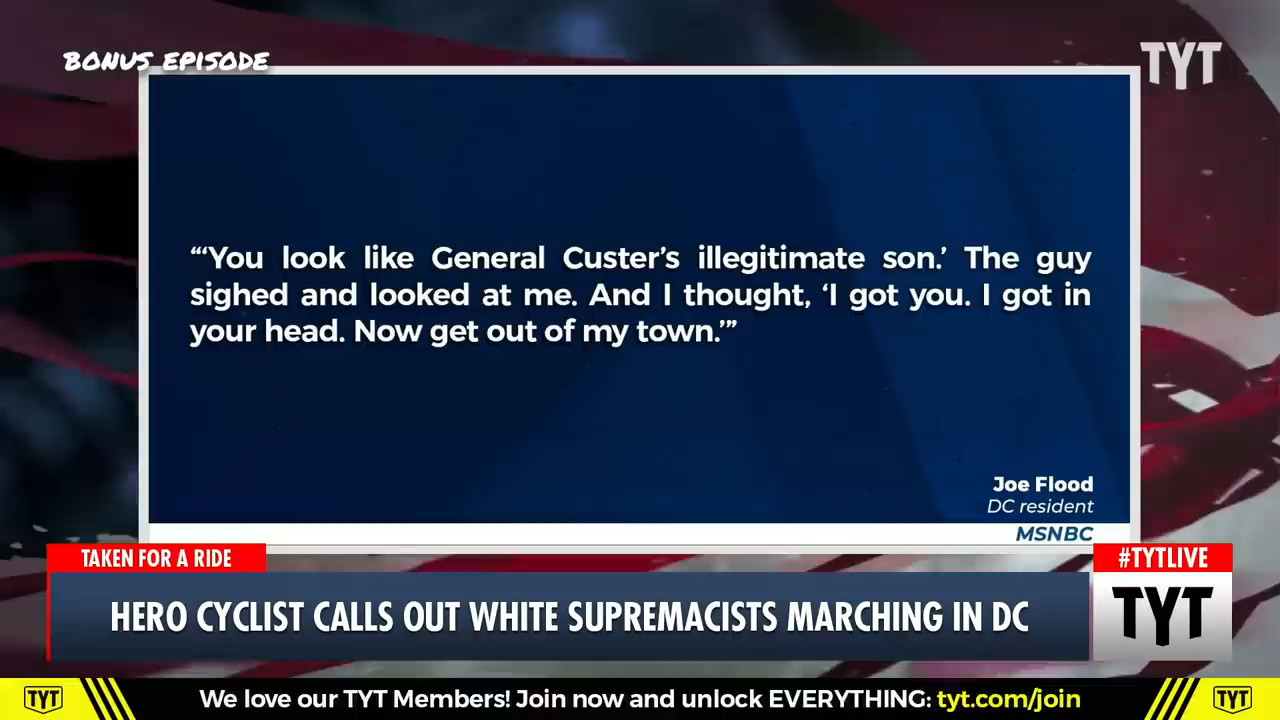 BONUS EPISODE
TYT
“‘You look like General Custer’s illegitimate son.’ The guy
sighed and looked at me. And I thought, ‘I got you. I got in
your head. Now get out of my town.’”
Joe Flood
DC resident
MSNBC
TAKEN FOR A RIDE
#TYTLIVE
HERO CYCLIST CALLS OUT WHITE SUPREMACISTS MARCHING IN DC
TYT
TYT
We love our TYT Members! Join now and unlock EVERYTHING: tyt.com/join
TYT